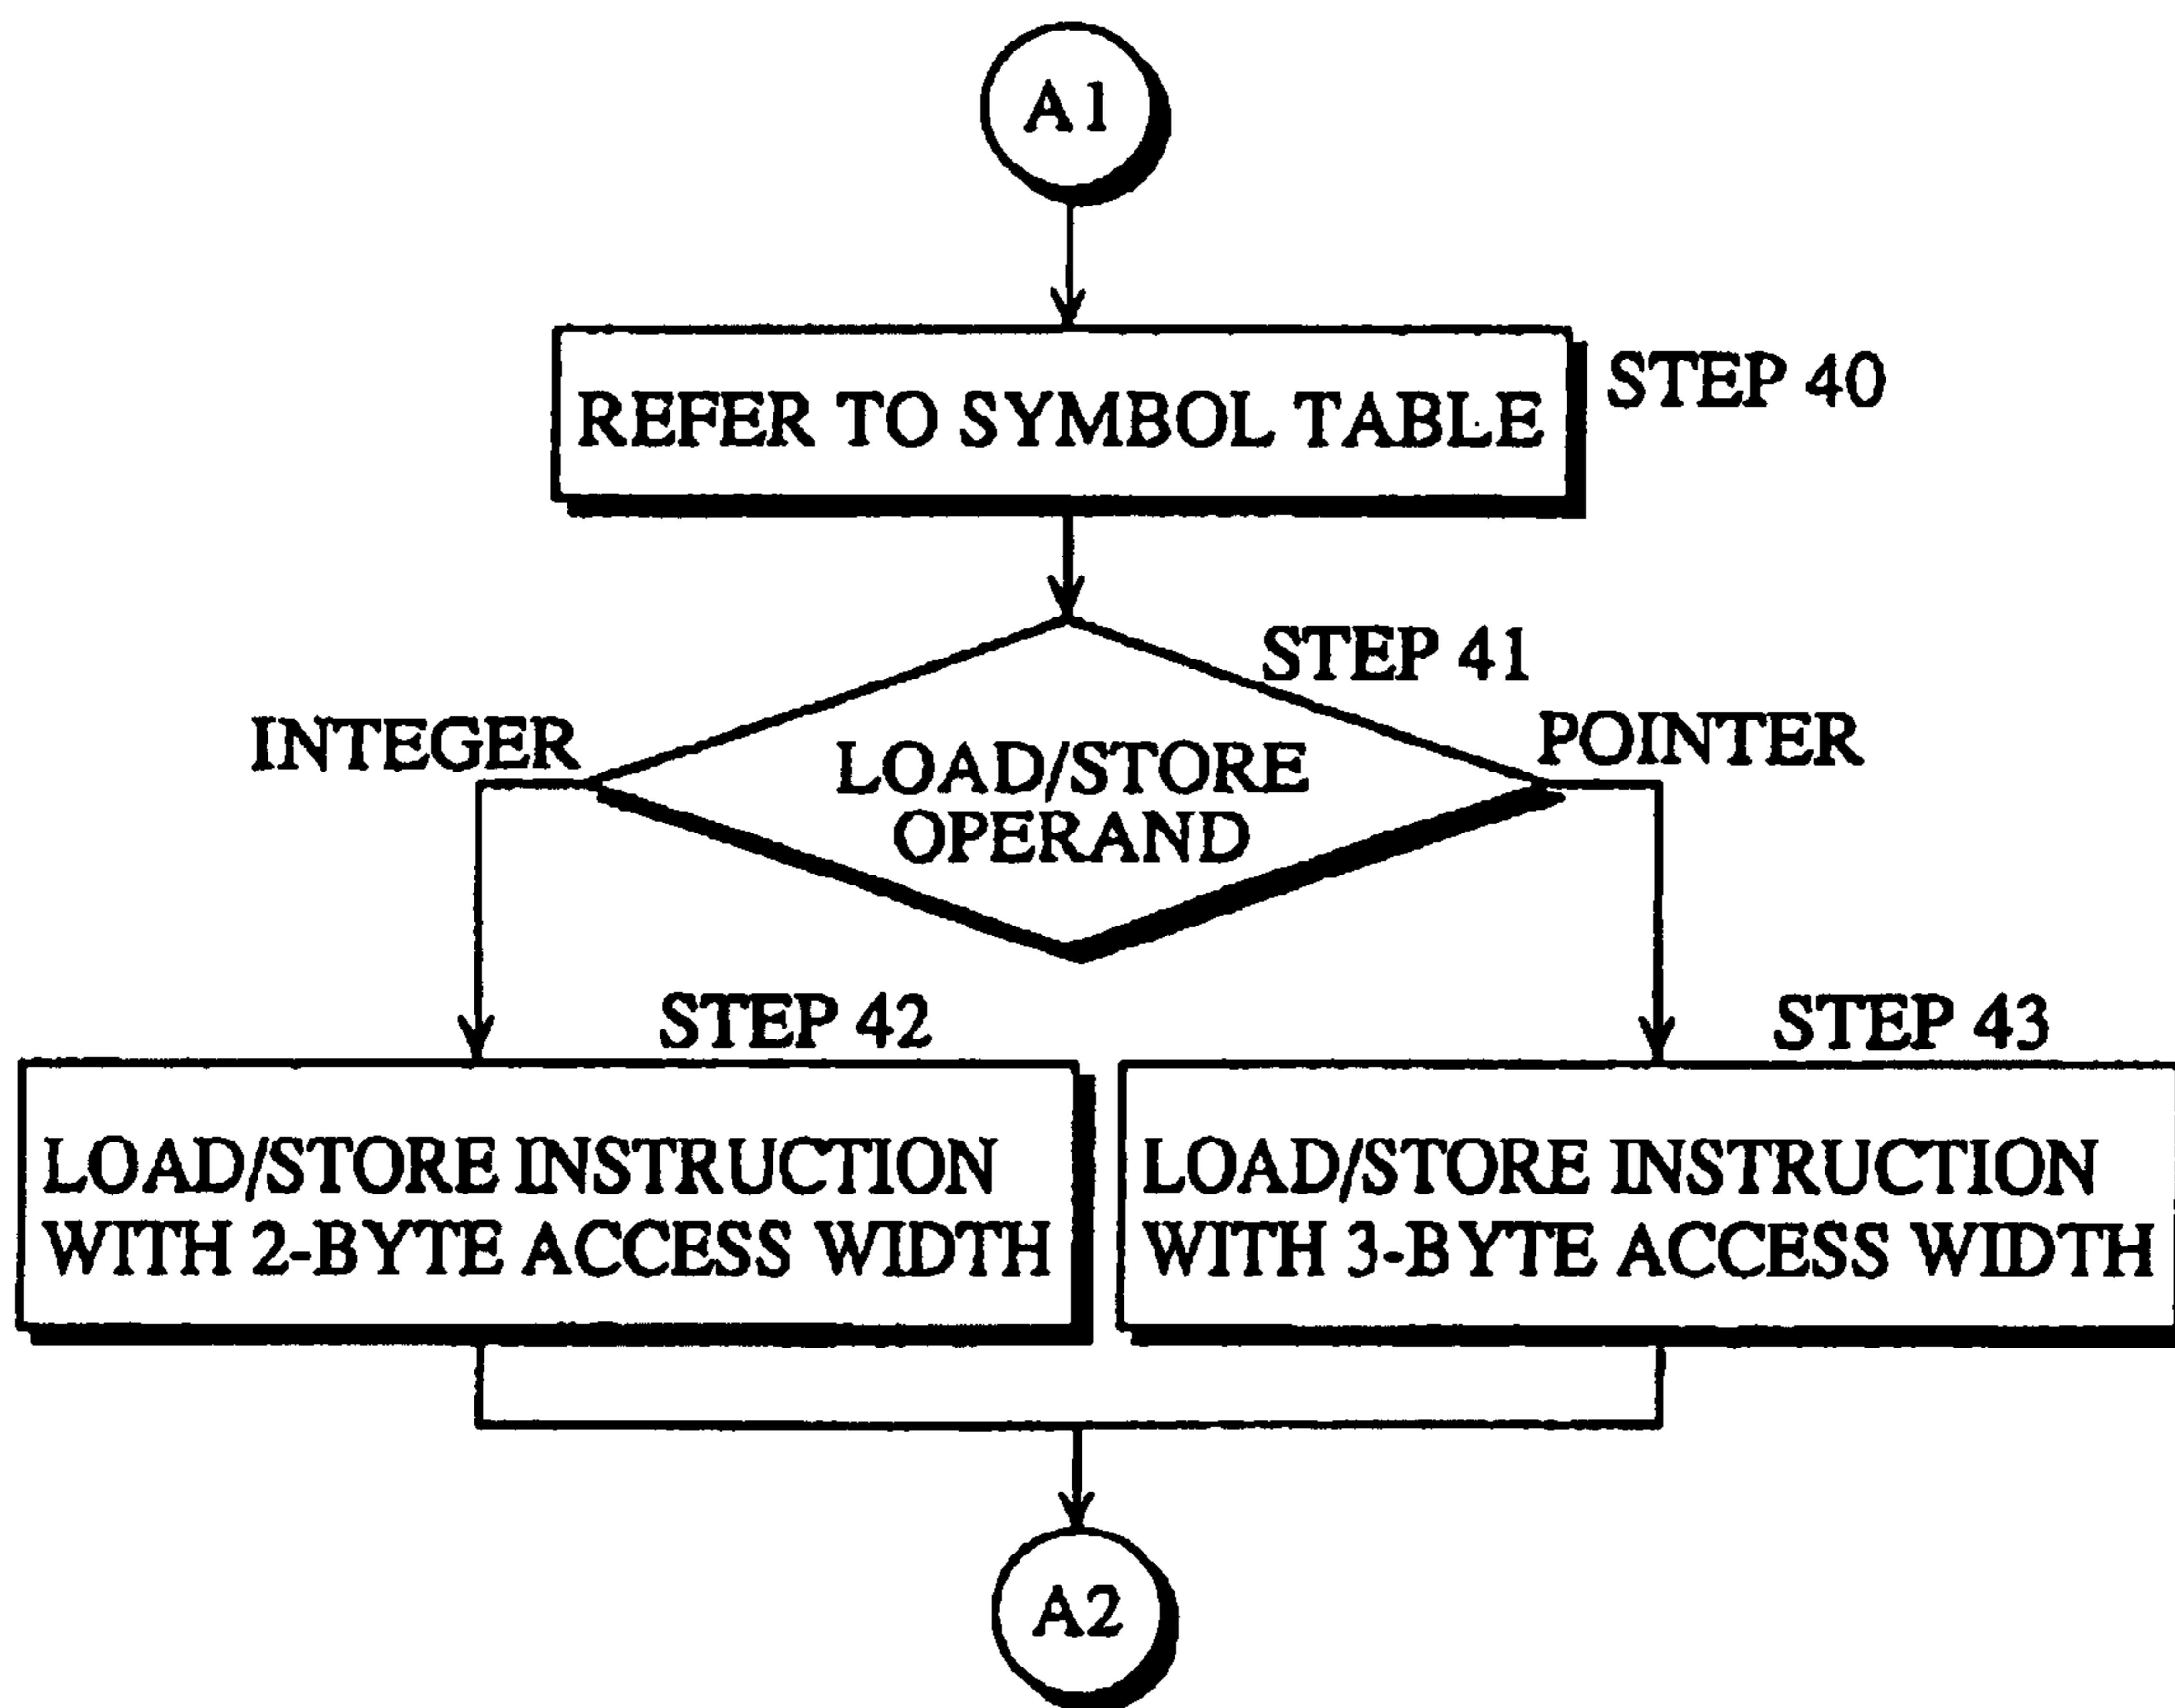 A1
REFER TO SYMBOL TABLE
STEP 40
STEP 41
INTEGER
POINTER
LOAD/STORE
OPERAND
STEP 42
STEP 43
LOAD/STORE INSTRUCTION
WITH 2-BYTE ACCESS WIDTH
LOAD/STORE INSTRUCTION
WITH 3-BYTE ACCESS WIDTH
A2